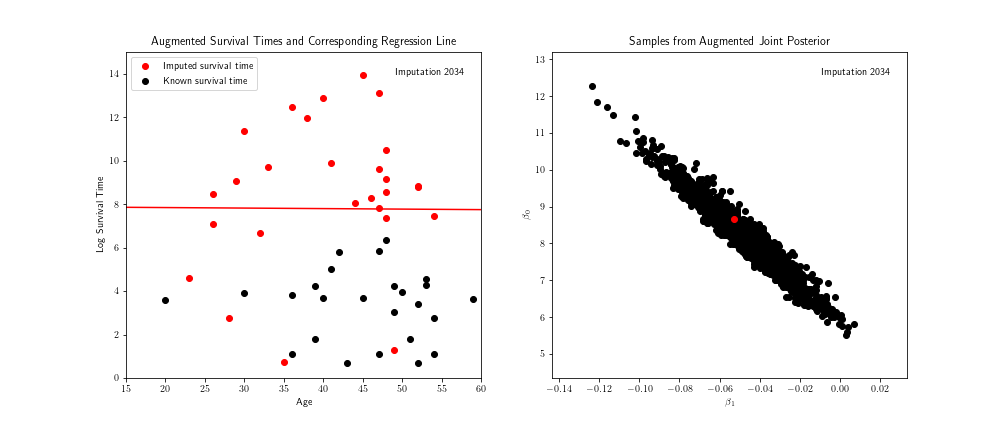 Augmented Survival Times and Corresponding Regression Line
Imputed survival time
Known survival time
Imputation 2034
Log Survival Time
14
12
10
8
6
4
2
0
15 20 25 30 35 40 45 50 55 60
Age
Samples from Augmented Joint Posterior
Imputation 2034
β₀
13
12
11
10
9
8
7
6
5
−0.14 −0.12 −0.10 −0.08 −0.06 −0.04 −0.02 0.00 0.02
β₁